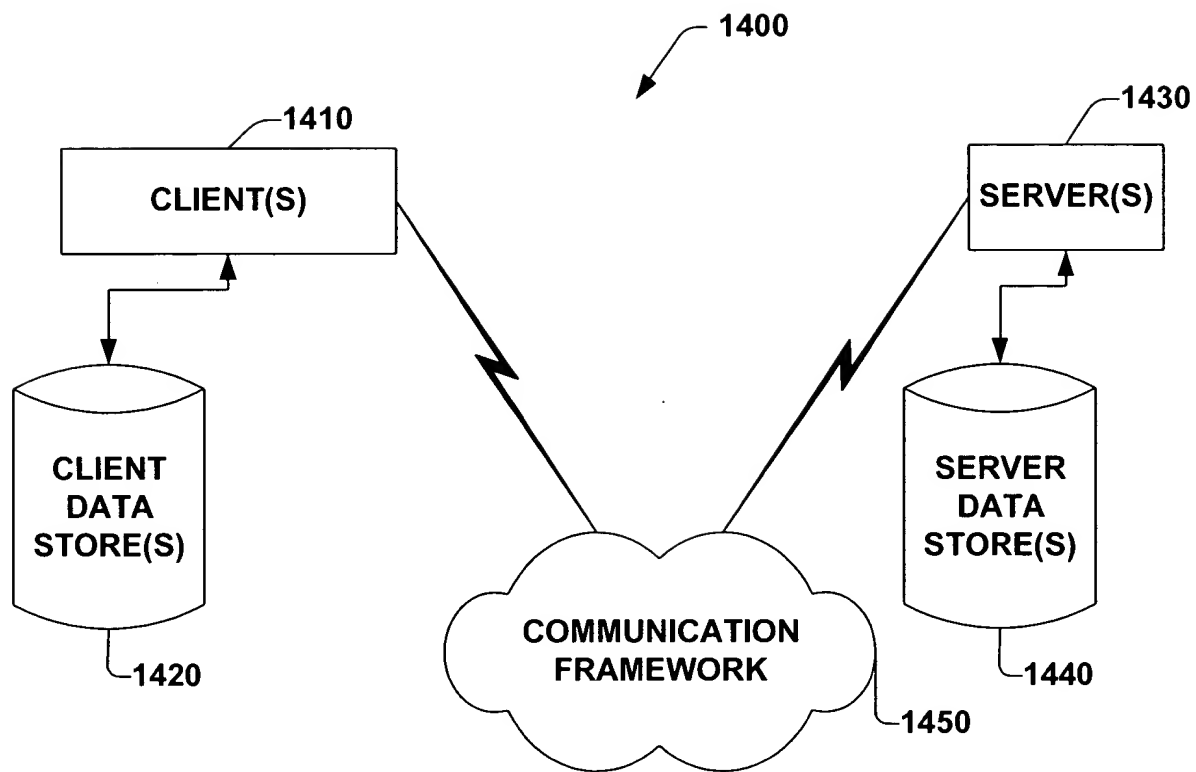 1400
1410
1430
CLIENT(S)
SERVER(S)
CLIENT
DATA
STORE(S)
SERVER
DATA
STORE(S)
COMMUNICATION
FRAMEWORK
1420
1440
1450